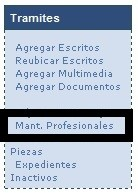 Tramites
Agregar Escritos
Reubicar Escritos
Agregar Multimedia
Agregar Documentos
Mant. Profesionales
Piezas
Expedientes
Inactivos